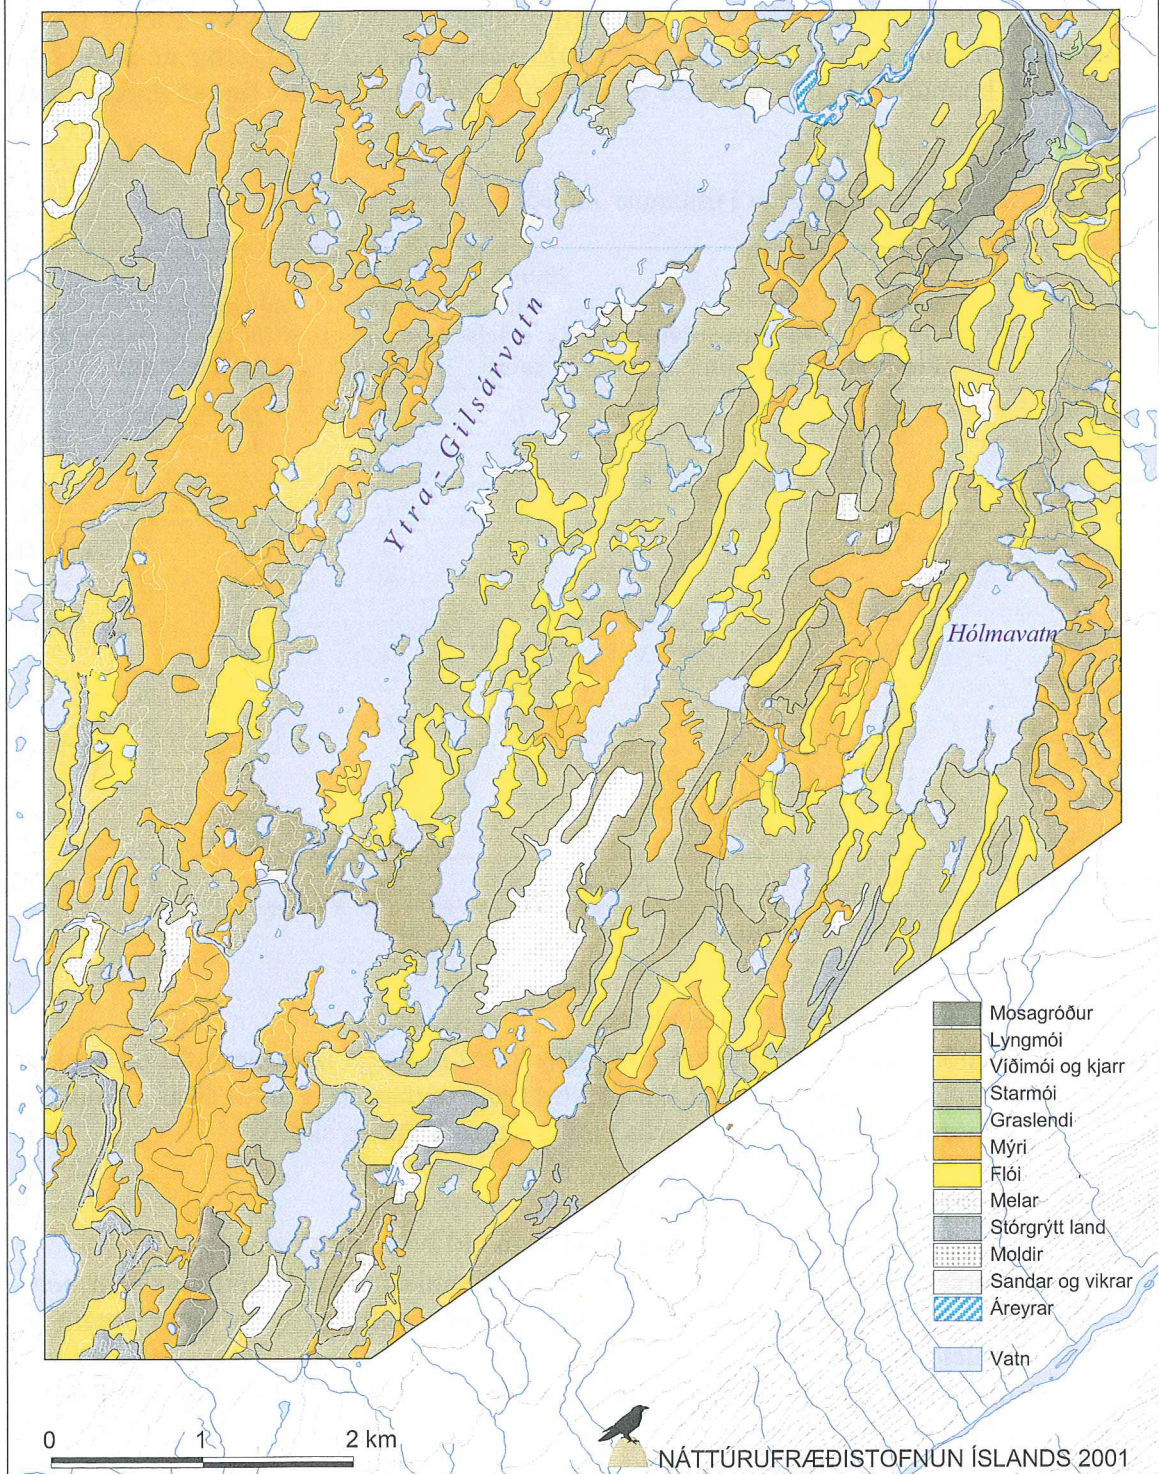 Ytra-Gilsárvatn
Hólmavatn
Mosagróður
Lyngmói
Víðimói og kjarr
Starmói
Graslendi
Mýri
Flói
Melar
Stórgrýtt land
Moldir
Sandar og vikrar
Áreyrar
Vatn
0 1 2 km
NÁTTÚRUFRÆÐISTOFNUN ÍSLANDS 2001